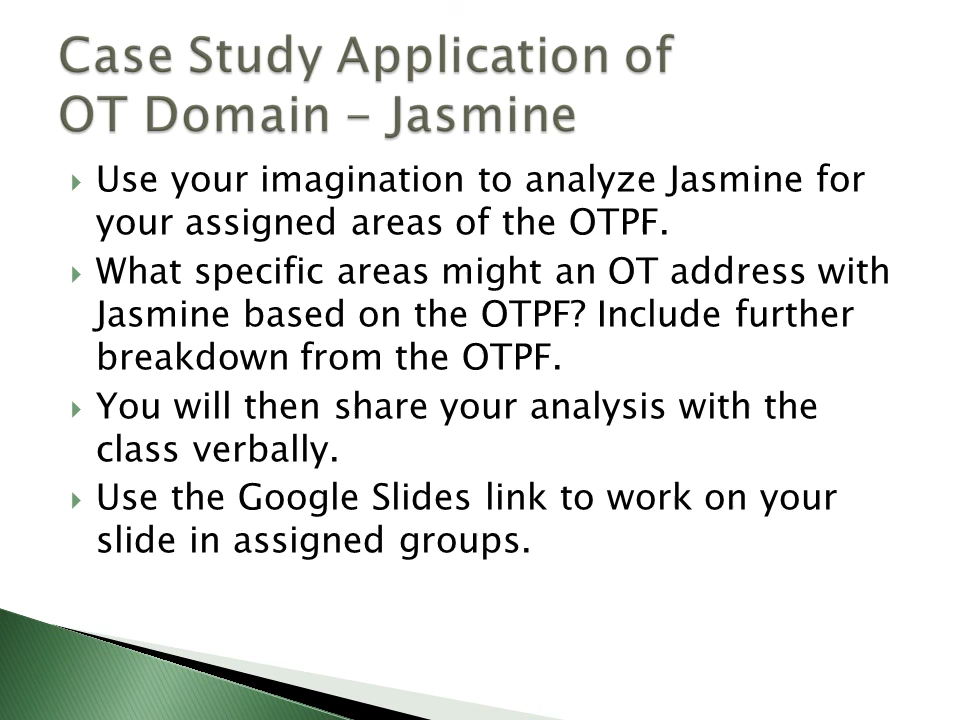 Case Study Application of
OT Domain - Jasmine
Use your imagination to analyze Jasmine for
your assigned areas of the OTPF.
What specific areas might an OT address with
Jasmine based on the OTPF? Include further
breakdown from the OTPF.
You will then share your analysis with the
class verbally.
Use the Google Slides link to work on your
slide in assigned groups.